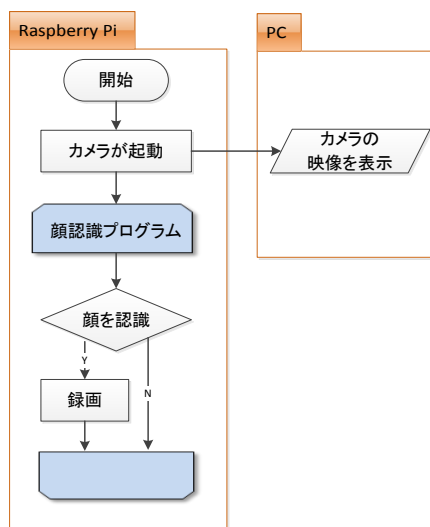 Raspberry Pi
PC
開始
カメラが起動
カメラの
映像を表示
顔認識プログラム
顔を認識
Y
N
録画